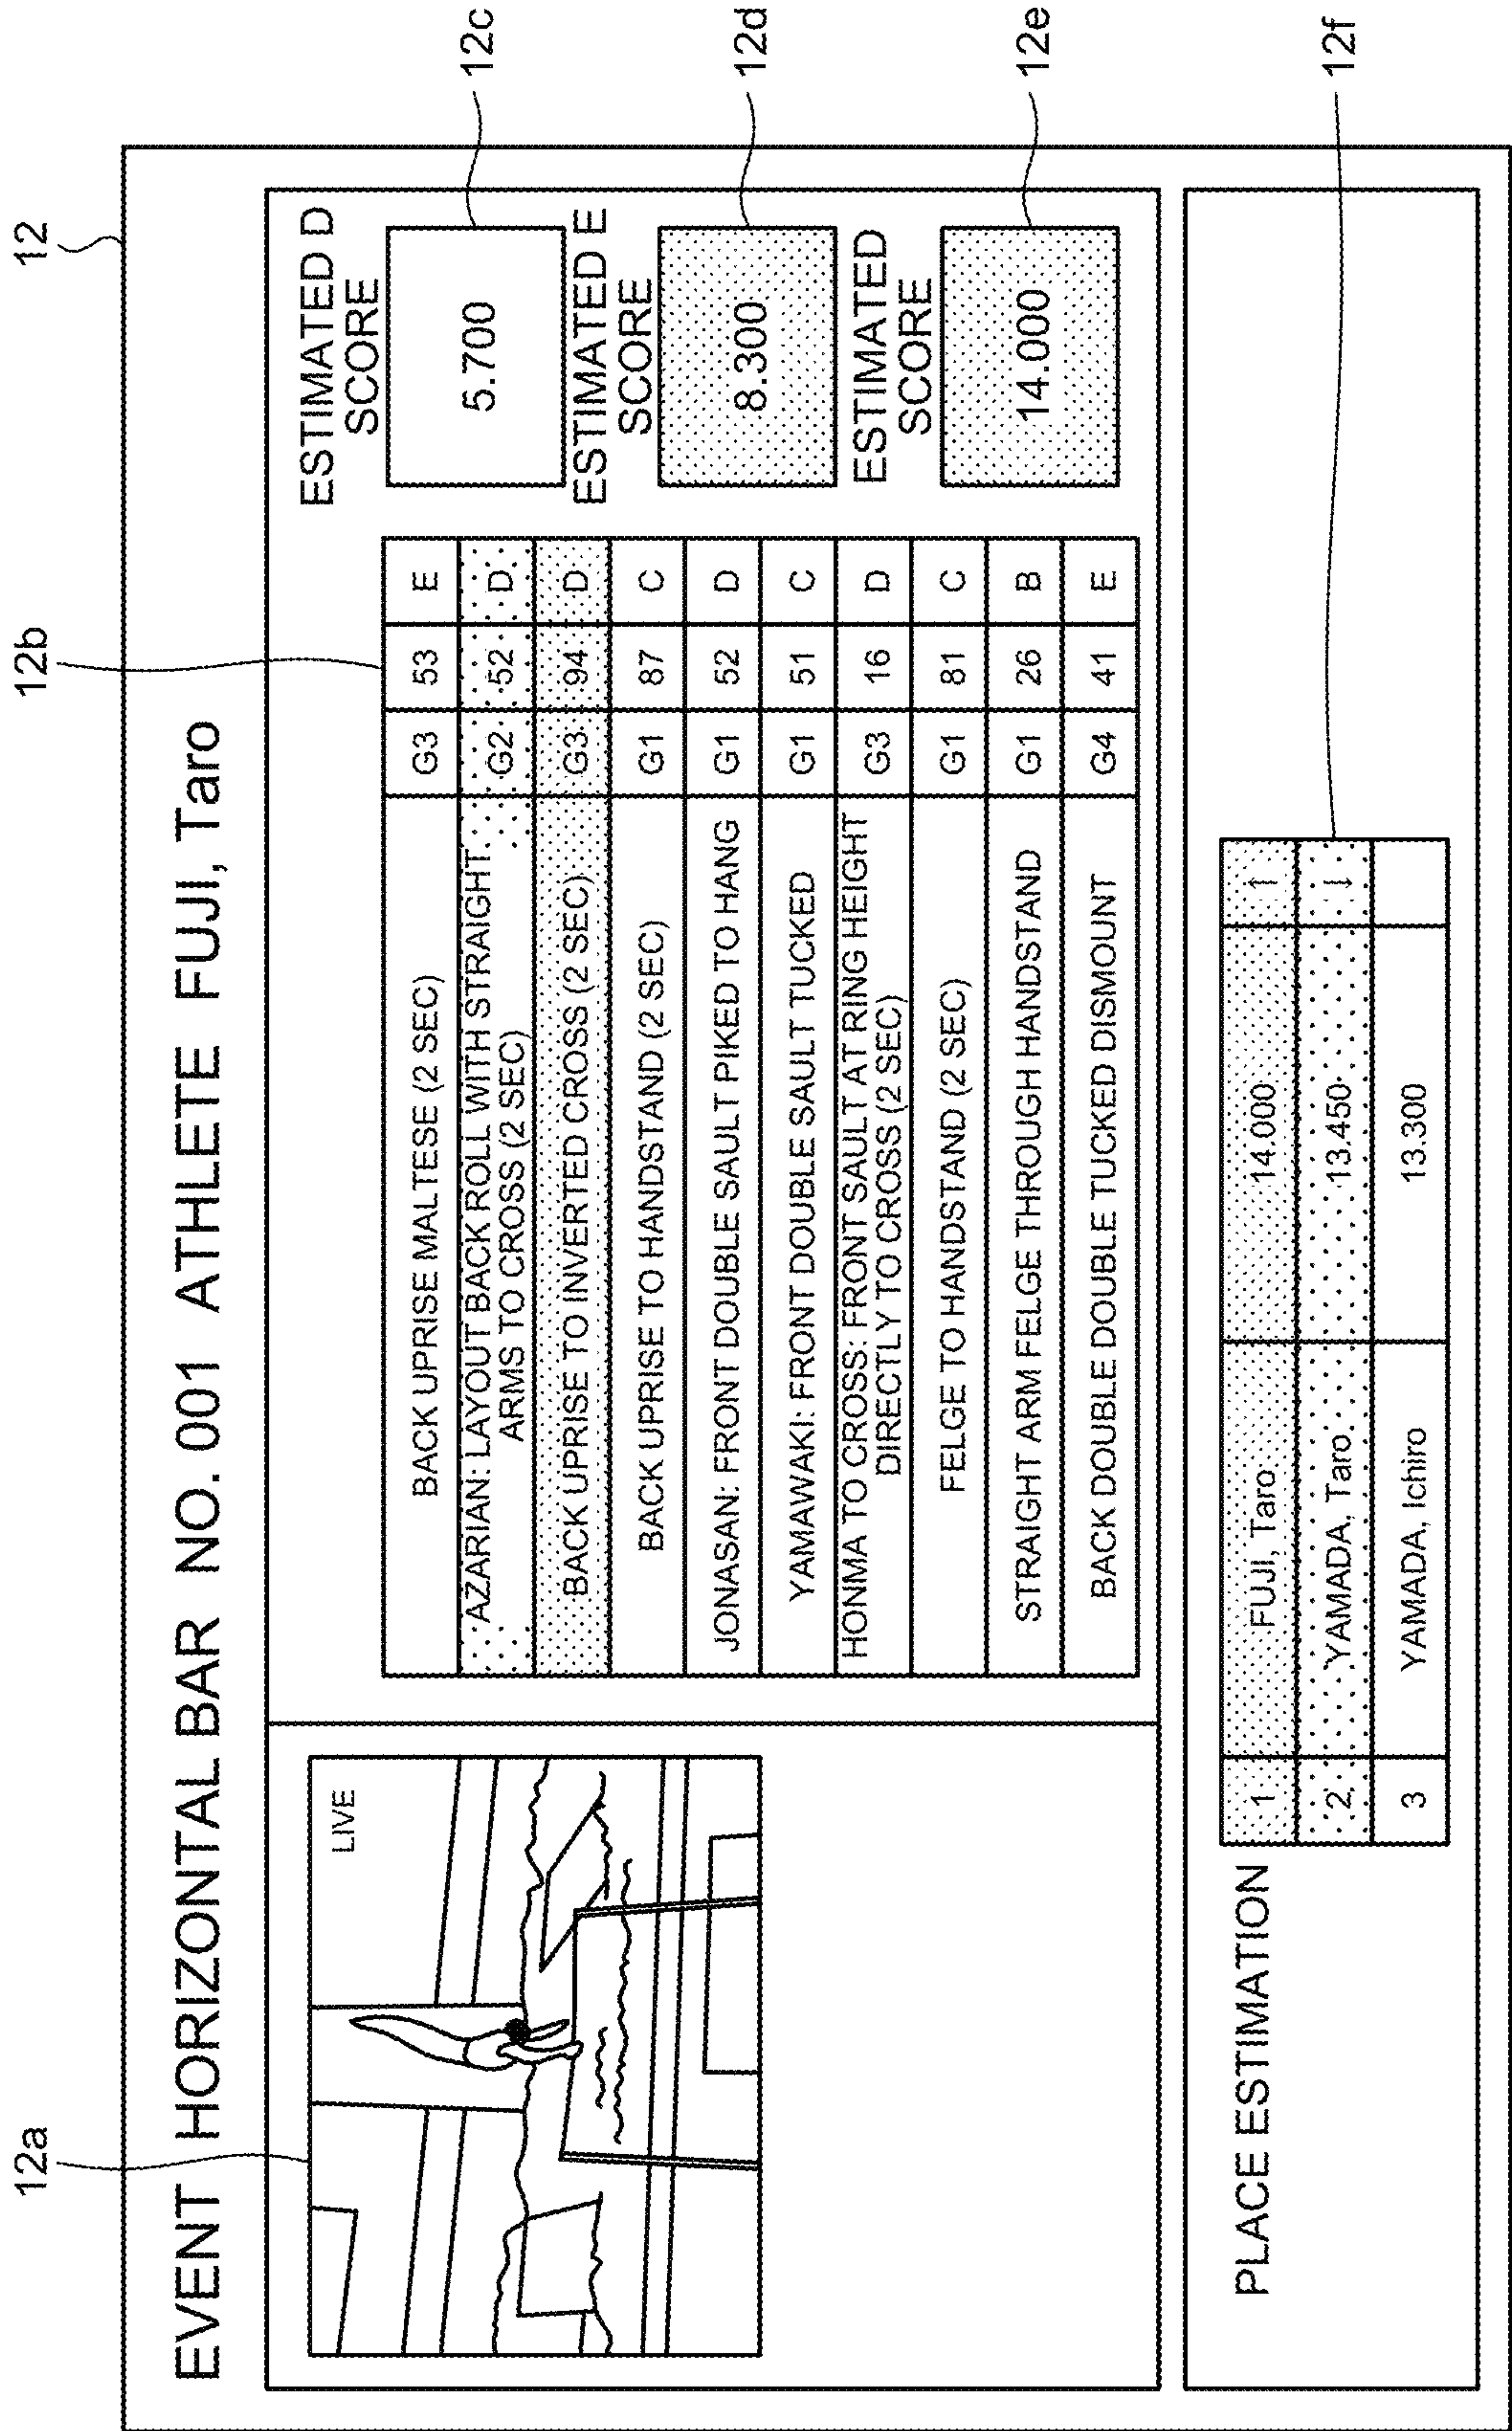 12
EVENT HORIZONTAL BAR NO. 001 ATHLETE FUJI, Taro
12a
LIVE
12b
BACK UPRISE MALTESE (2 SEC) G3 53 E
AZARIAN: LAYOUT BACK ROLL WITH STRAIGHT
ARMS TO CROSS (2 SEC) G2 52 D
BACK UPRISE TO INVERTED CROSS (2 SEC) G3 94 D
BACK UPRISE TO HANDSTAND (2 SEC) G1 87 C
JONASAN: FRONT DOUBLE SAULT PIKED TO HANG G1 52 D
YAMAWAKI: FRONT DOUBLE SAULT TUCKED G1 51 C
HONMA TO CROSS: FRONT SAULT AT RING HEIGHT
DIRECTLY TO CROSS (2 SEC) G3 16 D
FELGE TO HANDSTAND (2 SEC) G1 81 C
STRAIGHT ARM FELGE THROUGH HANDSTAND G1 26 B
BACK DOUBLE TUCKED DISMOUNT G4 41 E
ESTIMATED D
SCORE
5.700
12c
ESTIMATED E
SCORE
8.300
12d
ESTIMATED
SCORE
14.000
12e
PLACE ESTIMATION
1 FUJI, Taro 14.000 ↑
2 YAMADA, Taro 13.450 ↓
3 YAMADA, Ichiro 13.300
12f